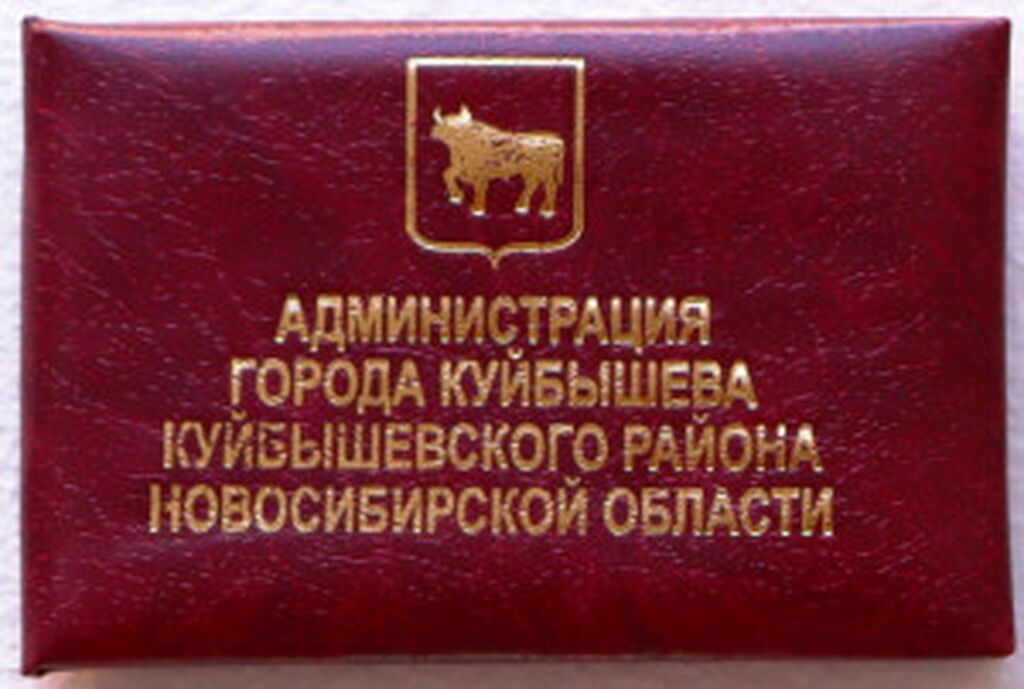 АДМИНИСТРАЦИЯ
ГОРОДА КУЙБЫШЕВА
КУЙБЫШЕВСКОГО РАЙОНА
НОВОСИБИРСКОЙ ОБЛАСТИ